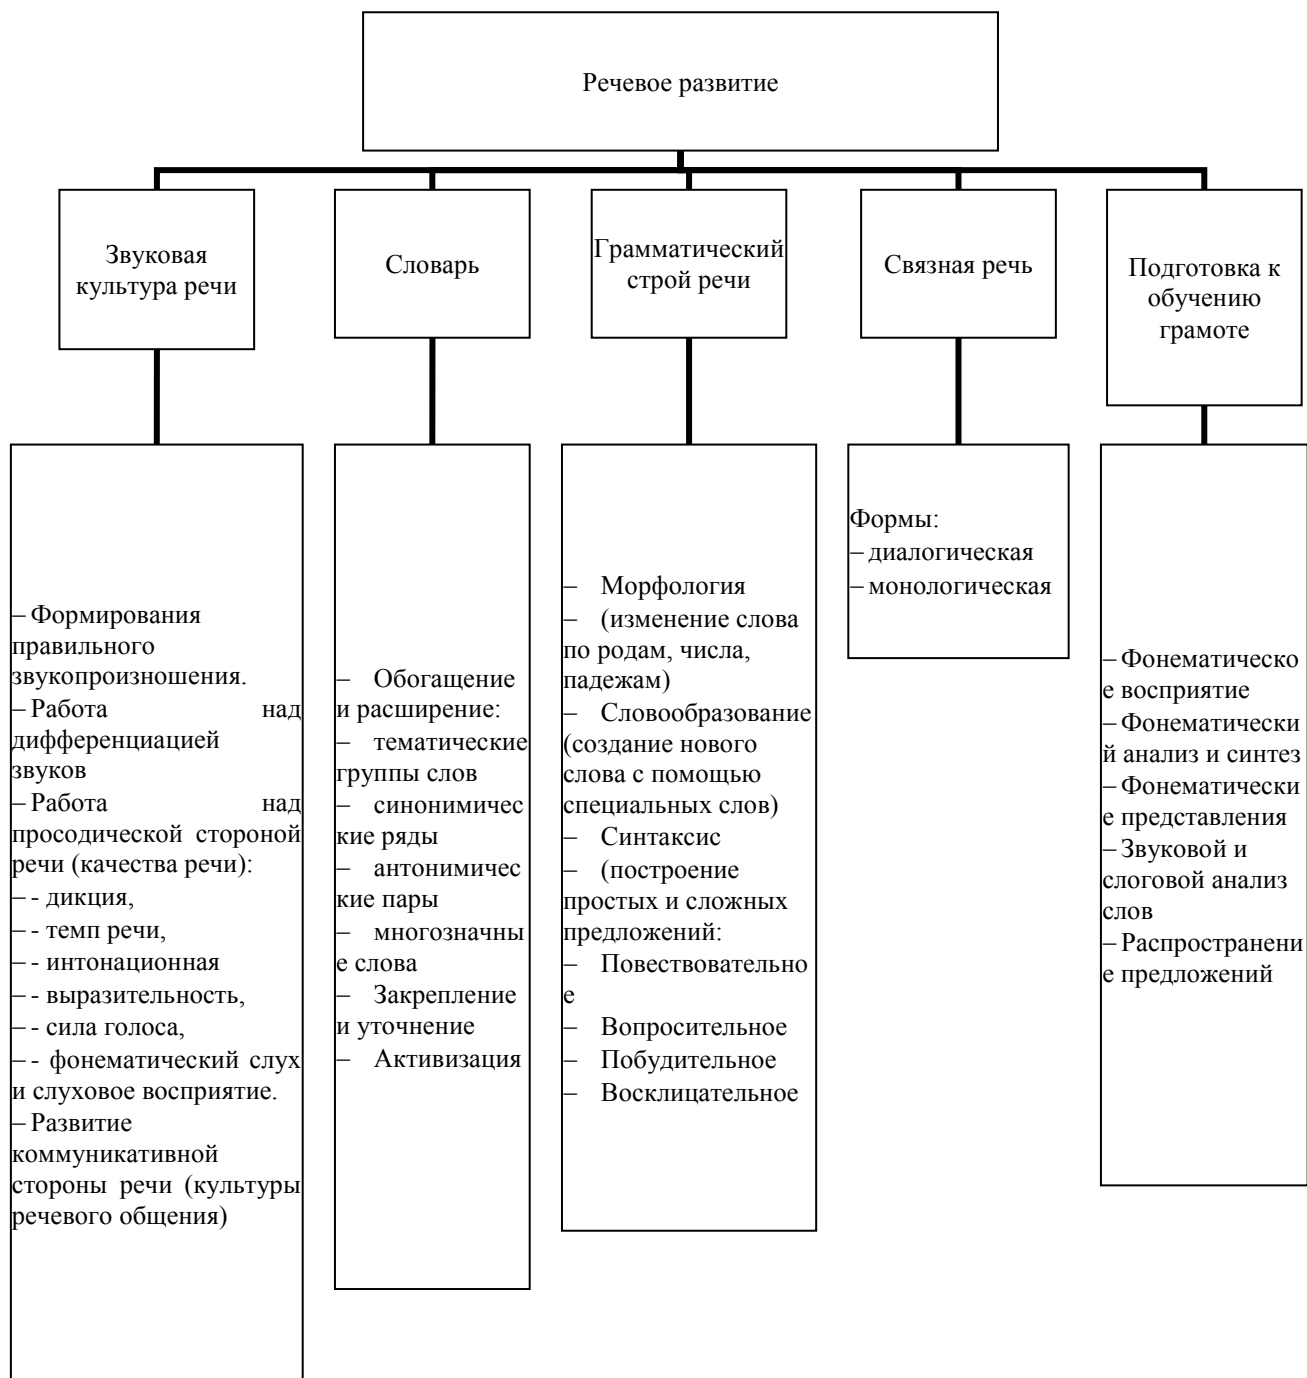 Речевое развитие
Звуковая
культура речи
Словарь
Грамматический
строй речи
Связная речь
Подготовка к
обучению
грамоте
– Формирования
правильного
звукопроизношения.
– Работа над
дифференциацией
звуков
– Работа над
просодической стороной
речи (качества речи):
– - дикция,
– - темп речи,
– - интонационная
– - выразительность,
– - сила голоса,
– - фонематический слух
и слуховое восприятие.
– Развитие
коммуникативной
стороны речи (культуры
речевого общения)
– Обогащение
и расширение:
– тематические
группы слов
– синонимичес
кие ряды
– антонимичес
кие пары
– многозначны
е слова
– Закрепление
и уточнение
– Активизация
– Морфология
– (изменение слова
по родам, числа,
падежам)
– Словообразование
(создание нового
слова с помощью
специальных слов)
– Синтаксис
– (построение
простых и сложных
предложений:
– Повествовательно
е
– Вопросительное
– Побудительное
– Восклицательное
Формы:
– диалогическая
– монологическая
– Фонематическо
е восприятие
– Фонематически
й анализ и синтез
– Фонематически
е представления
– Звуковой и
слоговой анализ
слов
– Распространени
е предложений